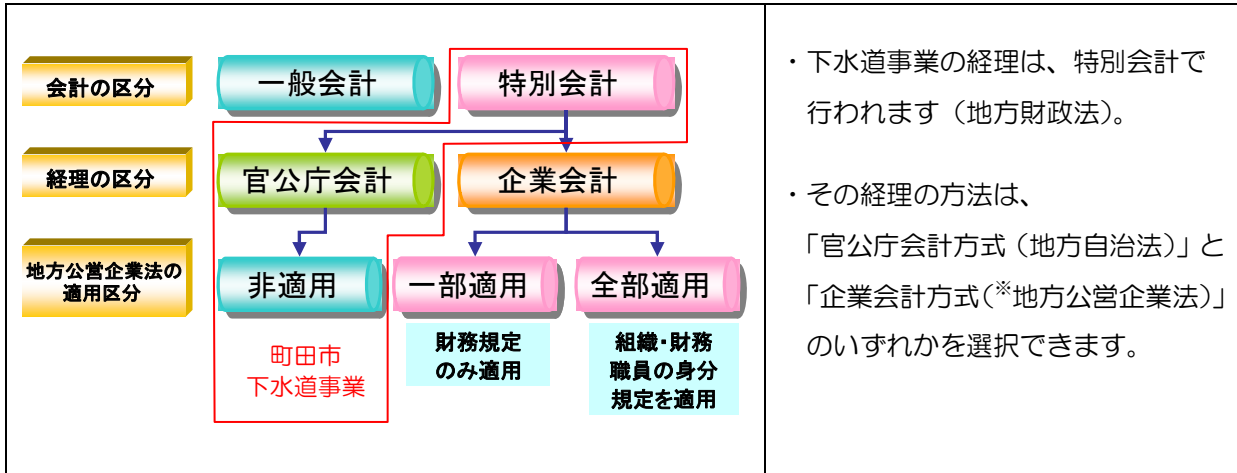 会計の区分
一般会計
特別会計
経理の区分
官公庁会計
企業会計
地方公営企業法の
適用区分
非適用
一部適用
全部適用
町田市
下水道事業
財務規定
のみ適用
組織・財務
職員の身分
規定を適用
・下水道事業の経理は、特別会計で
行われます（地方財政法）。
・その経理の方法は、
「官公庁会計方式（地方自治法）」と
「企業会計方式（※地方公営企業法）」
のいずれかを選択できます。